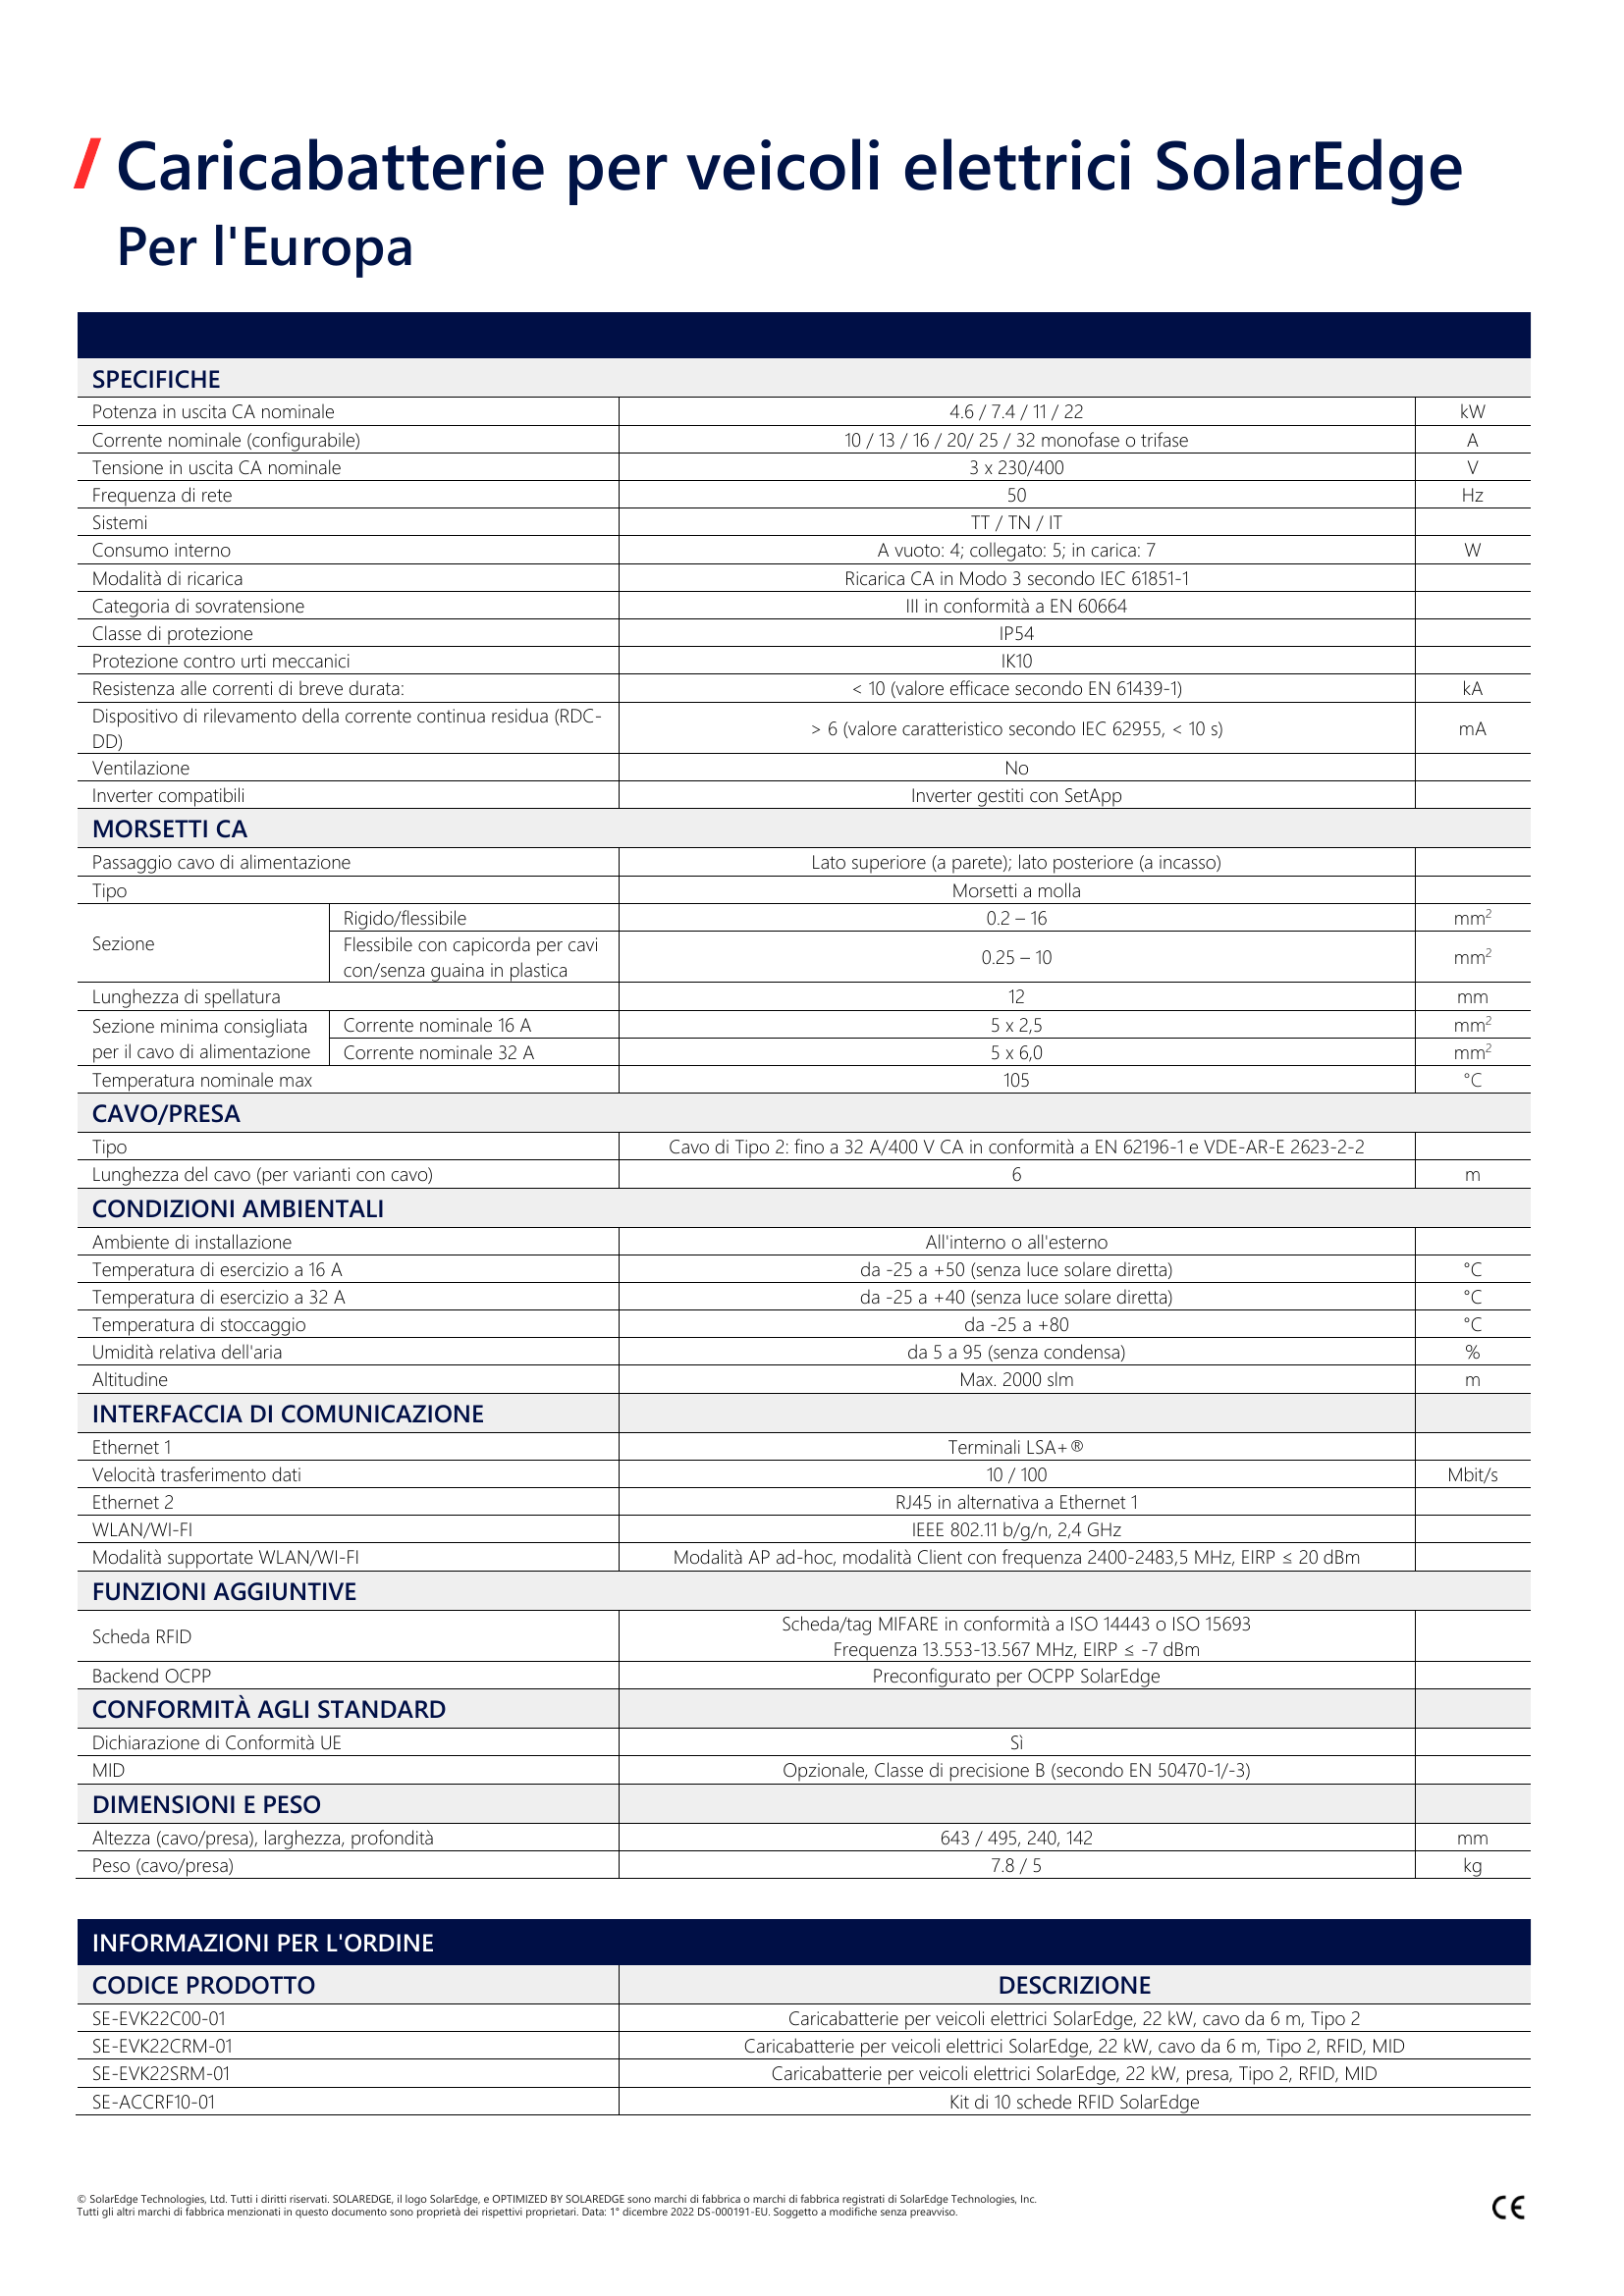 / Caricabatterie per veicoli elettrici SolarEdge
Per l'Europa
SPECIFICHE
Potenza in uscita CA nominale 4.6 / 7.4 / 11 / 22 kW
Corrente nominale (configurabile) 10 / 13 / 16 / 20/ 25 / 32 monofase o trifase A
Tensione in uscita CA nominale 3 x 230/400 V
Frequenza di rete 50 Hz
Sistemi TT / TN / IT
Consumo interno A vuoto: 4; collegato: 5; in carica: 7 W
Modalità di ricarica Ricarica CA in Modo 3 secondo IEC 61851-1
Categoria di sovratensione III in conformità a EN 60664
Classe di protezione IP54
Protezione contro urti meccanici IK10
Resistenza alle correnti di breve durata: < 10 (valore efficace secondo EN 61439-1) kA
Dispositivo di rilevamento della corrente continua residua (RDC-
DD) > 6 (valore caratteristico secondo IEC 62955, < 10 s) mA
Ventilazione No
Inverter compatibili Inverter gestiti con SetApp
MORSETTI CA
Passaggio cavo di alimentazione Lato superiore (a parete); lato posteriore (a incasso)
Tipo Morsetti a molla
Sezione Rigido/flessibile 0.2 – 16 mm²
Flessibile con capicorda per cavi
con/senza guaina in plastica 0.25 – 10 mm²
Lunghezza di spellatura 12 mm
Sezione minima consigliata Corrente nominale 16 A 5 x 2,5 mm²
per il cavo di alimentazione Corrente nominale 32 A 5 x 6,0 mm²
Temperatura nominale max 105 °C
CAVO/PRESA
Tipo Cavo di Tipo 2: fino a 32 A/400 V CA in conformità a EN 62196-1 e VDE-AR-E 2623-2-2
Lunghezza del cavo (per varianti con cavo) 6 m
CONDIZIONI AMBIENTALI
Ambiente di installazione All'interno o all'esterno
Temperatura di esercizio a 16 A da -25 a +50 (senza luce solare diretta) °C
Temperatura di esercizio a 32 A da -25 a +40 (senza luce solare diretta) °C
Temperatura di stoccaggio da -25 a +80 °C
Umidità relativa dell'aria da 5 a 95 (senza condensa) %
Altitudine Max. 2000 slm m
INTERFACCIA DI COMUNICAZIONE
Ethernet 1 Terminali LSA+®
Velocità trasferimento dati 10 / 100 Mbit/s
Ethernet 2 RJ45 in alternativa a Ethernet 1
WLAN/WI-FI IEEE 802.11 b/g/n, 2,4 GHz
Modalità supportate WLAN/WI-FI Modalità AP ad-hoc, modalità Client con frequenza 2400-2483,5 MHz, EIRP ≤ 20 dBm
FUNZIONI AGGIUNTIVE
Scheda RFID Scheda/tag MIFARE in conformità a ISO 14443 o ISO 15693
Frequenza 13.553-13.567 MHz, EIRP ≤ -7 dBm
Backend OCPP Preconfigurato per OCPP SolarEdge
CONFORMITÀ AGLI STANDARD
Dichiarazione di Conformità UE Sì
MID Opzionale, Classe di precisione B (secondo EN 50470-1/-3)
DIMENSIONI E PESO
Altezza (cavo/presa), larghezza, profondità 643 / 495, 240, 142 mm
Peso (cavo/presa) 7.8 / 5 kg
INFORMAZIONI PER L'ORDINE
CODICE PRODOTTO DESCRIZIONE
SE-EVK22C00-01 Caricabatterie per veicoli elettrici SolarEdge, 22 kW, cavo da 6 m, Tipo 2
SE-EVK22CRM-01 Caricabatterie per veicoli elettrici SolarEdge, 22 kW, cavo da 6 m, Tipo 2, RFID, MID
SE-EVK22SRM-01 Caricabatterie per veicoli elettrici SolarEdge, 22 kW, presa, Tipo 2, RFID, MID
SE-ACCRF10-01 Kit di 10 schede RFID SolarEdge
© SolarEdge Technologies, Ltd. Tutti i diritti riservati. SOLAREDGE, il logo SolarEdge, e OPTIMIZED BY SOLAREDGE sono marchi di fabbrica o marchi di fabbrica registrati di SolarEdge Technologies, Inc.
Tutti gli altri marchi di fabbrica menzionati in questo documento sono proprietà dei rispettivi proprietari. Data: 1° dicembre 2022 DS-000191-EU. Soggetto a modifiche senza preavviso.
CE